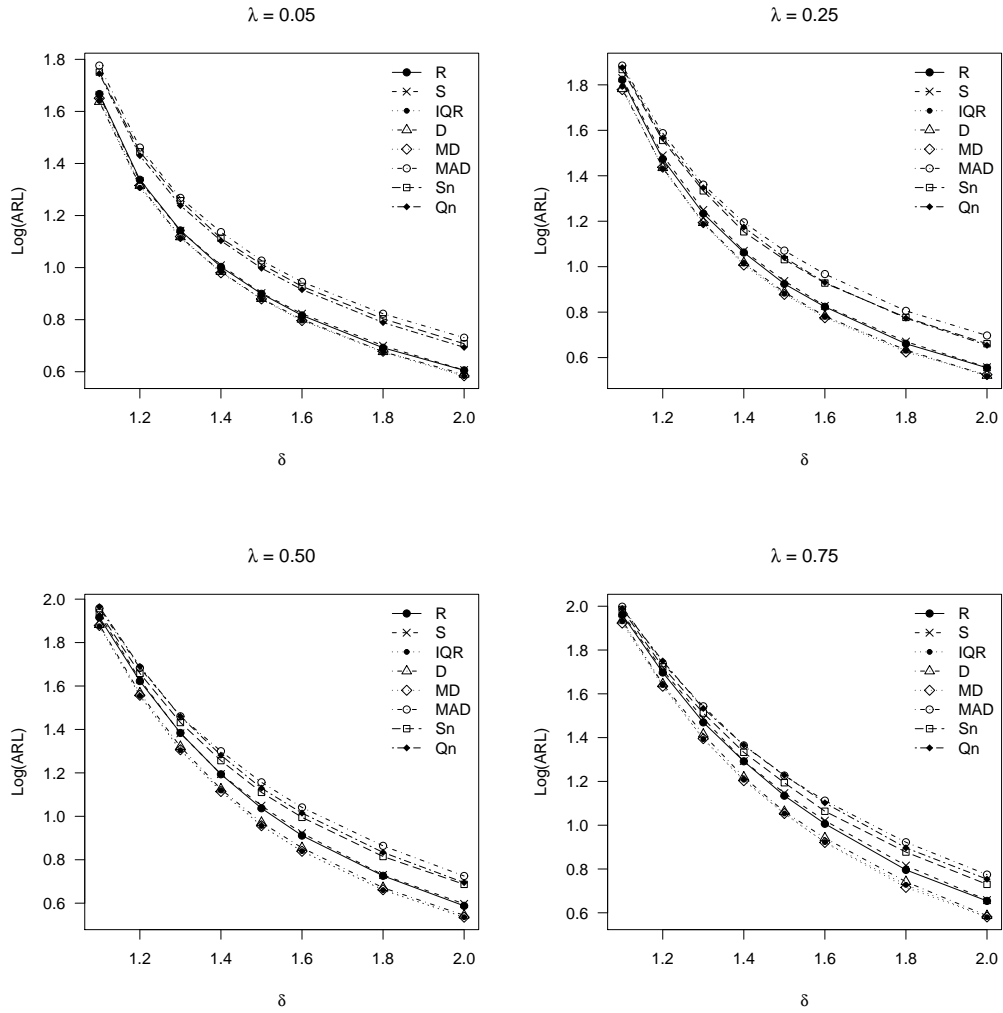 λ = 0.05
Log(ARL)
1.8
1.6
1.4
1.2
1.0
0.8
0.6
R
S
IQR
D
MD
MAD
Sn
Qn
1.2
1.4
1.6
1.8
2.0
δ
λ = 0.25
Log(ARL)
1.8
1.6
1.4
1.2
1.0
0.8
0.6
R
S
IQR
D
MD
MAD
Sn
Qn
1.2
1.4
1.6
1.8
2.0
δ
λ = 0.50
Log(ARL)
2.0
1.8
1.6
1.4
1.2
1.0
0.8
0.6
R
S
IQR
D
MD
MAD
Sn
Qn
1.2
1.4
1.6
1.8
2.0
δ
λ = 0.75
Log(ARL)
2.0
1.8
1.6
1.4
1.2
1.0
0.8
0.6
R
S
IQR
D
MD
MAD
Sn
Qn
1.2
1.4
1.6
1.8
2.0
δ